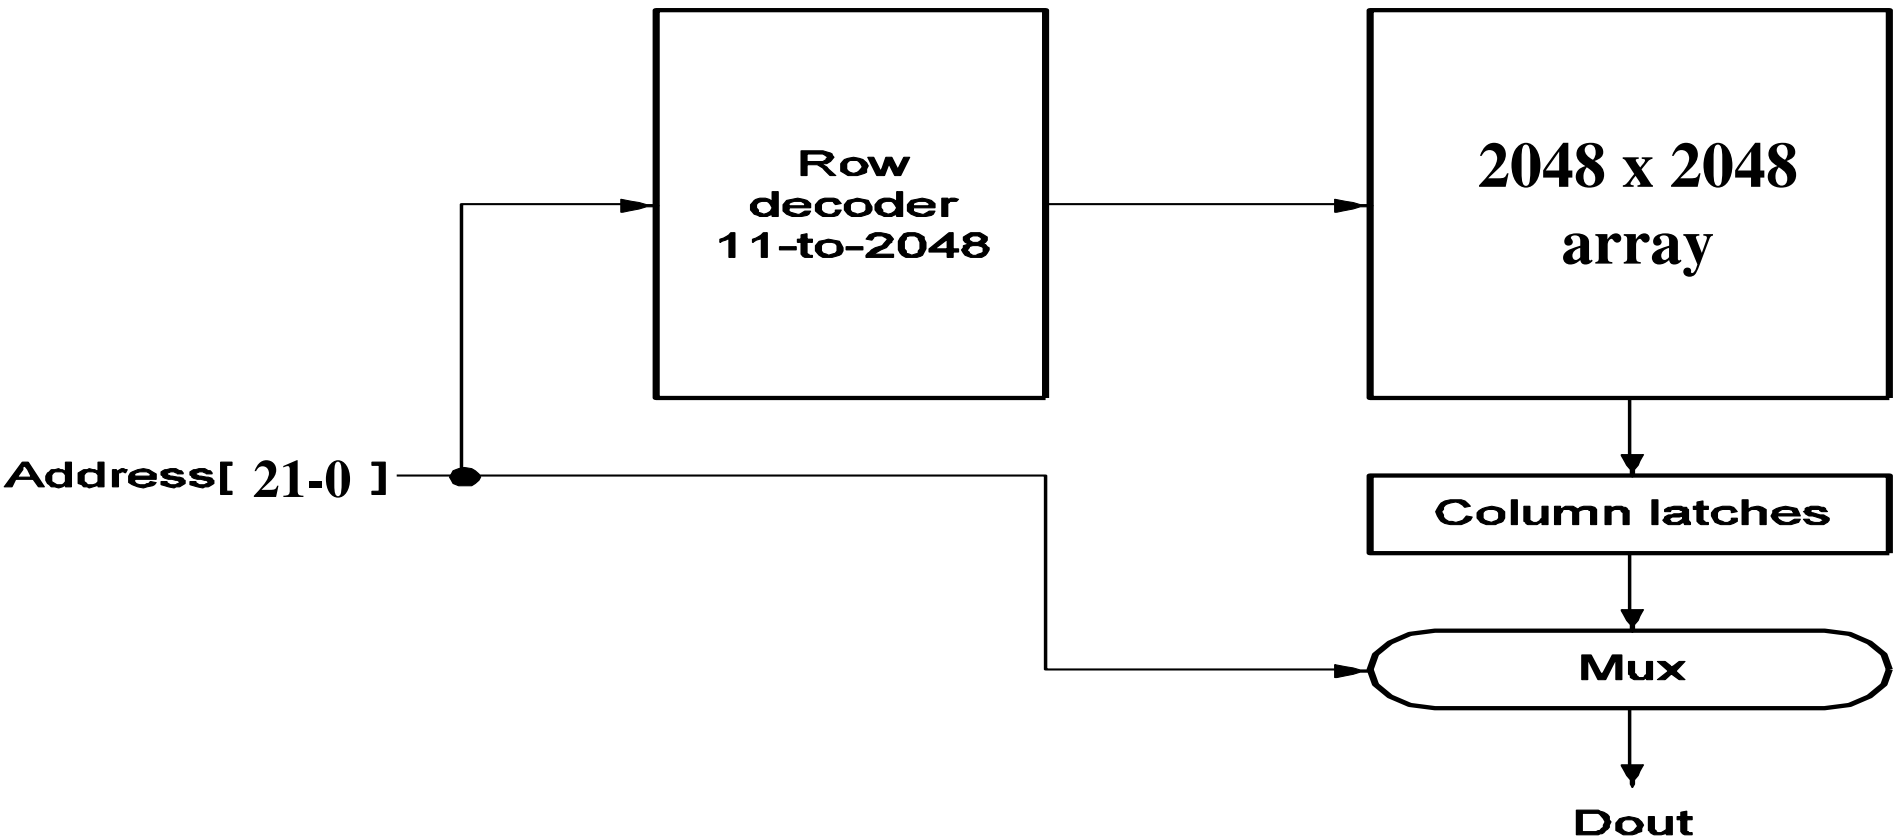 Row
decoder
11-to-2048
2048 x 2048
array
Address[ 21-0 ]
Column latches
Mux
Dout